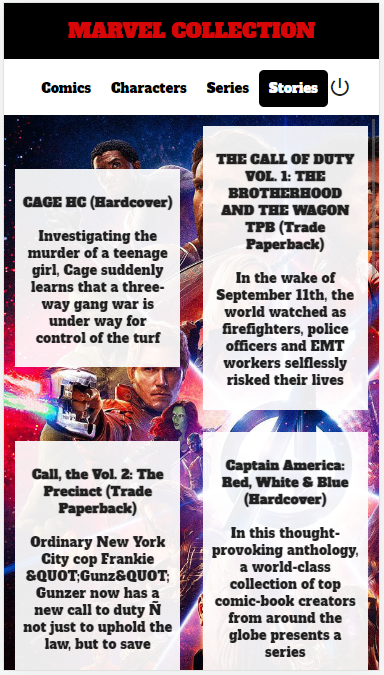 MARVEL COLLECTION
Comics Characters Series Stories
CAGE HC (Hardcover)
Investigating the
murder of a teenage
girl, Cage suddenly
learns that a three-
way gang war is
under way for
control of the turf
THE CALL OF DUTY
VOL. 1: THE
BROTHERHOOD
AND THE WAGON
TPB (Trade
Paperback)
In the wake of
September 11th, the
world watched as
firefighters, police
officers and EMT
workers selflessly
risked their lives
Call, the Vol. 2: The
Precinct (Trade
Paperback)
Ordinary New York
City cop Frankie
&QUOT;Gunz&QUOT;
Gunzer now has a
new call to duty Ñ
not just to uphold the
law, but to save
Captain America:
Red, White & Blue
(Hardcover)
In this thought-
provoking anthology,
a world-class
collection of top
comic-book creators
from around the
globe presents a
series